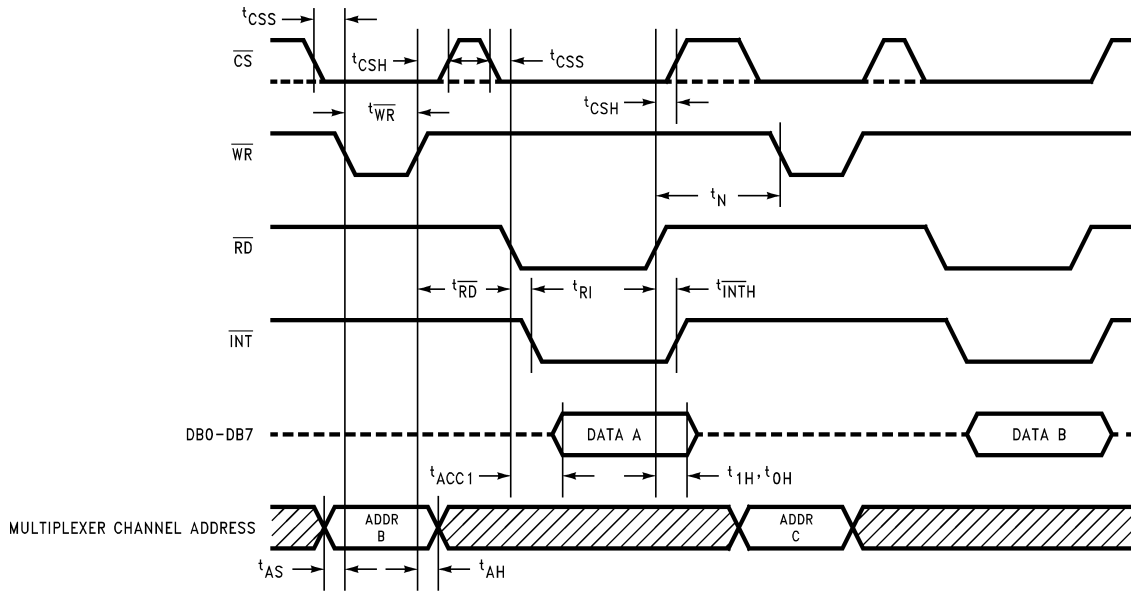 tCSS
CS
tCSH
tCSS
tCSH
tWR
WR
tN
RD
tRD
tRI
tINTH
INT
DB0-DB7
DATA A
DATA B
tACC1
t1H, t0H
MULTIPLEXER CHANNEL ADDRESS
ADDR
B
ADDR
C
tAS
tAH